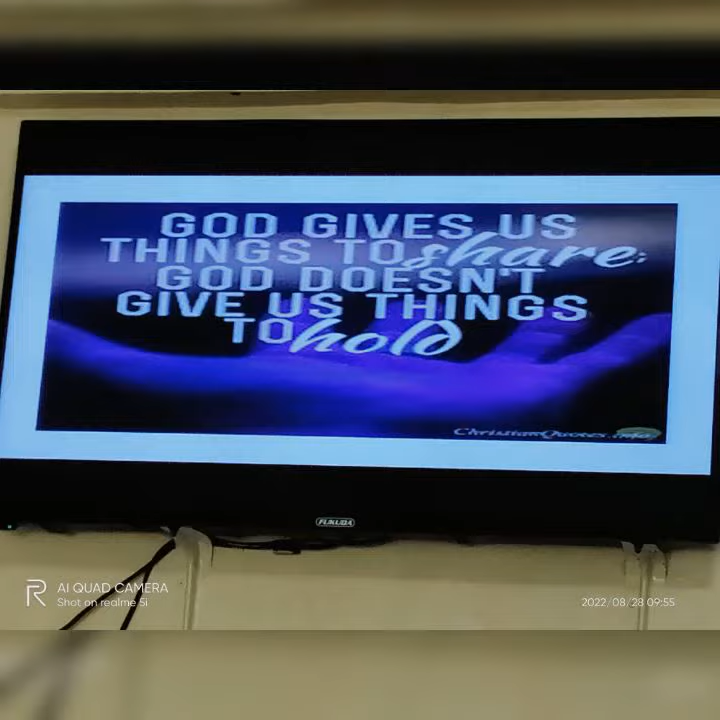 GOD GIVES US
THINGS TO share;
GOD DOESN'T
GIVE US THINGS
TO hold
ChristianQuotes.info
FUKUDA
AI QUAD CAMERA
Shot on realme 5i
2022/08/28 09:55